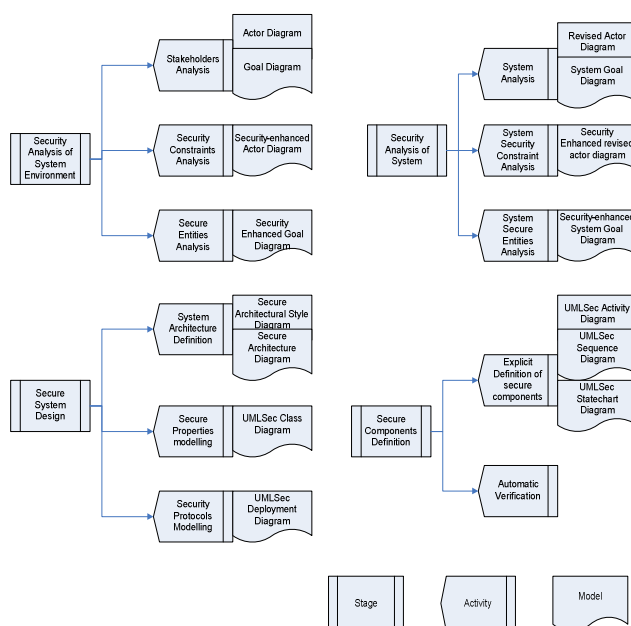 Security
Analysis of
System
Environment
Stakeholders
Analysis
Actor Diagram
Goal Diagram
Security
Constraints
Analysis
Security-enhanced
Actor Diagram
Secure
Entities
Analysis
Security
Enhanced Goal
Diagram
Security
Analysis of
System
System
Analysis
Revised Actor
Diagram
System Goal
Diagram
System
Security
Constraint
Analysis
Security
Enhanced revised
actor diagram
System
Secure
Entities
Analysis
Security-enhanced
System Goal
Diagram
Secure
System
Design
System
Architecture
Definition
Secure
Architectural Style
Diagram
Secure
Architecture
Diagram
Secure
Properties
modelling
UMLSec Class
Diagram
Security
Protocols
Modelling
UMLSec
Deployment
Diagram
Secure
Components
Definition
Explicit
Definition of
secure
components
UMLSec Activity
Diagram
UMLSec
Sequence
Diagram
UMLSec
Statechart
Diagram
Automatic
Verification
Stage
Activity
Model